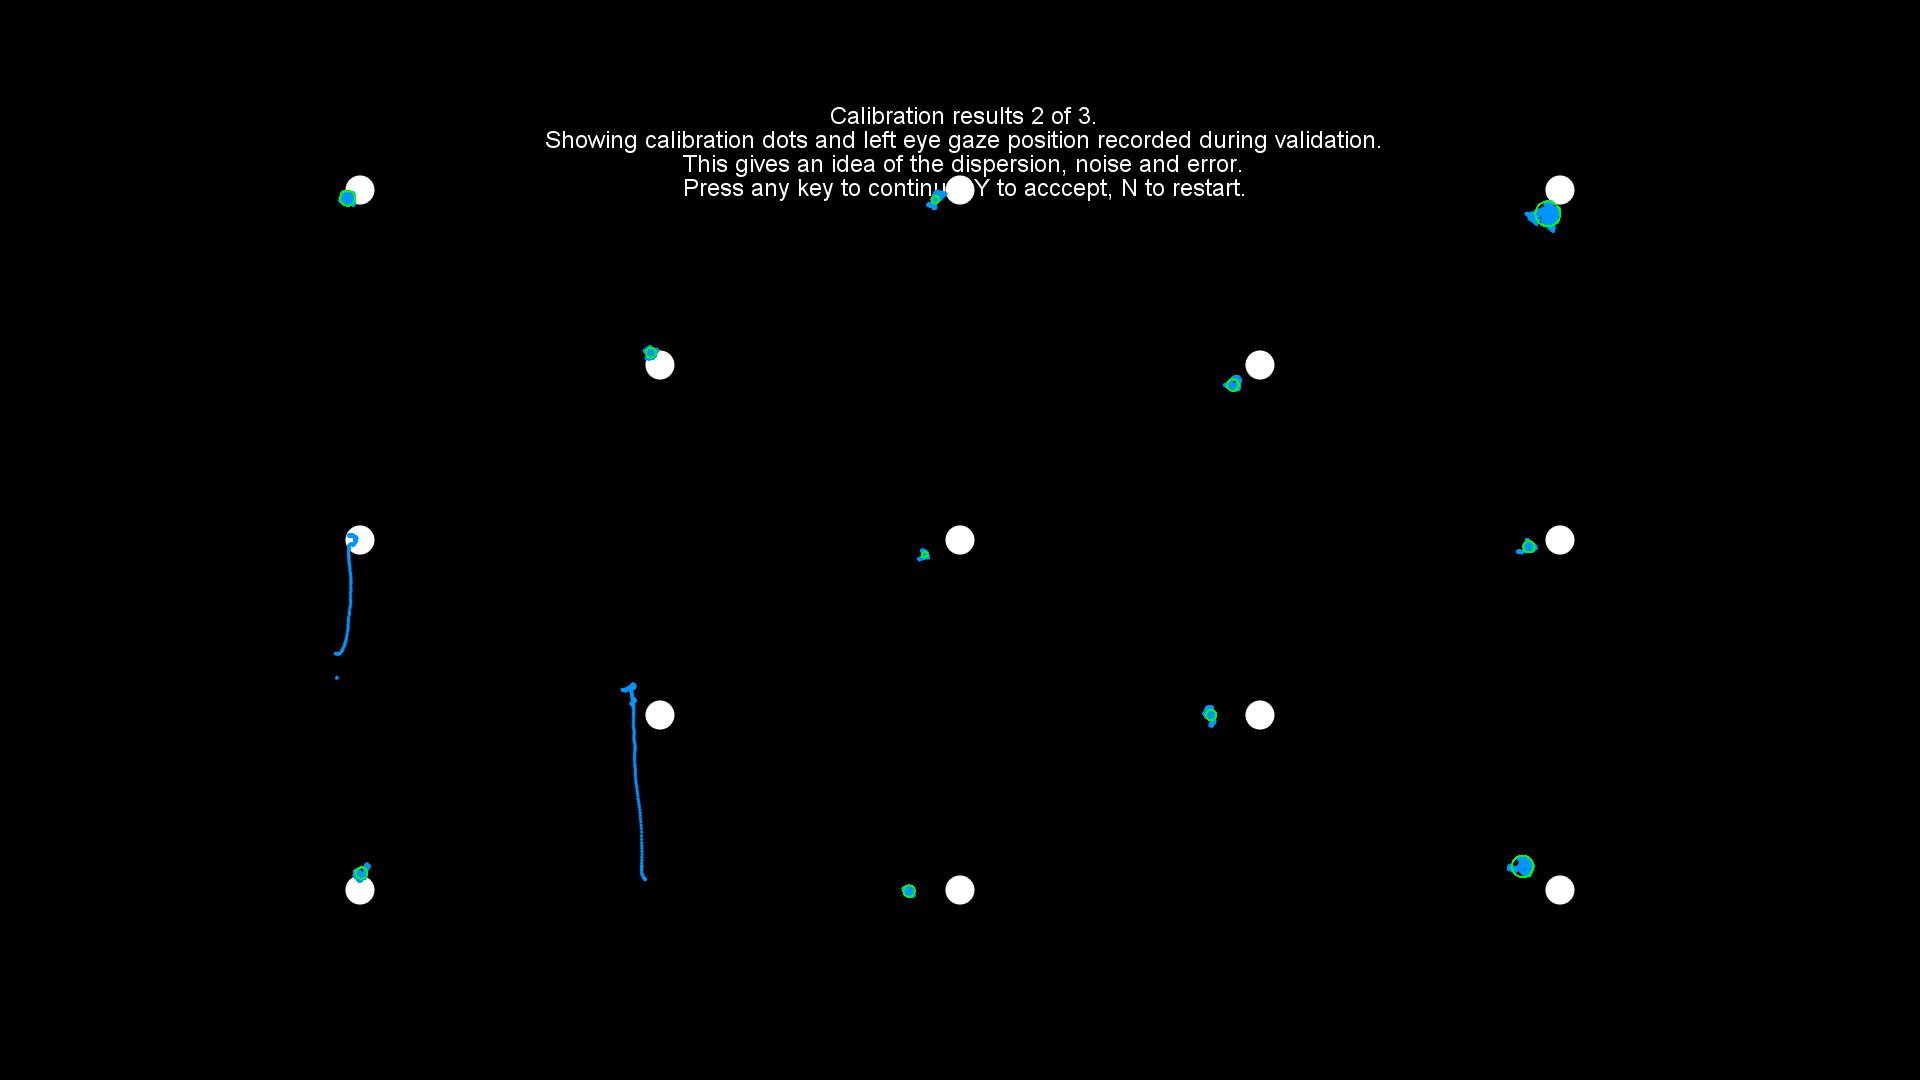 Calibration results 2 of 3.
Showing calibration dots and left eye gaze position recorded during validation.
This gives an idea of the dispersion, noise and error.
Press any key to continu Y to acccept, N to restart.